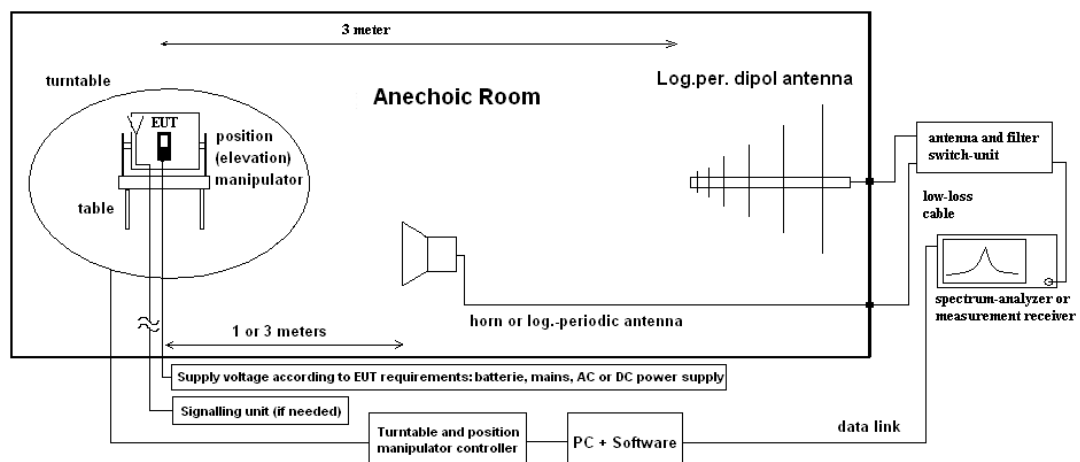 3 meter
turntable
Log.per. dipol antenna
Anechoic Room
EUT
position
(elevation)
manipulator
antenna and filter
switch-unit
table
low-loss
cable
spectrum-analyzer or
measurement receiver
horn or log.-periodic antenna
1 or 3 meters
Supply voltage according to EUT requirements: batterie, mains, AC or DC power supply
Signalling unit (if needed)
Turntable and position
manipulator controller
PC + Software
data link